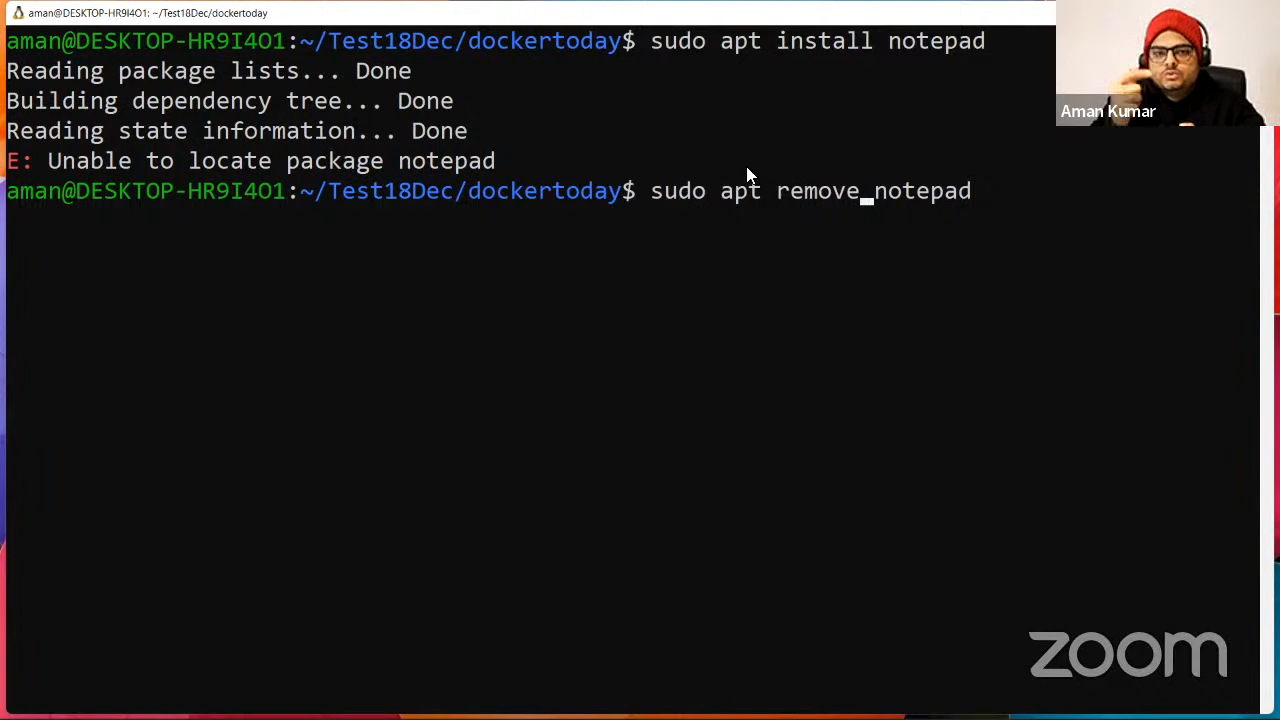 aman@DESKTOP-HR9I4O1: ~/Test18Dec/dockertoday
aman@DESKTOP-HR9I4O1:~/Test18Dec/dockertoday$ sudo apt install notepad
Reading package lists... Done
Building dependency tree... Done
Reading state information... Done
E: Unable to locate package notepad
aman@DESKTOP-HR9I4O1:~/Test18Dec/dockertoday$ sudo apt remove notepad
Aman Kumar
zoom